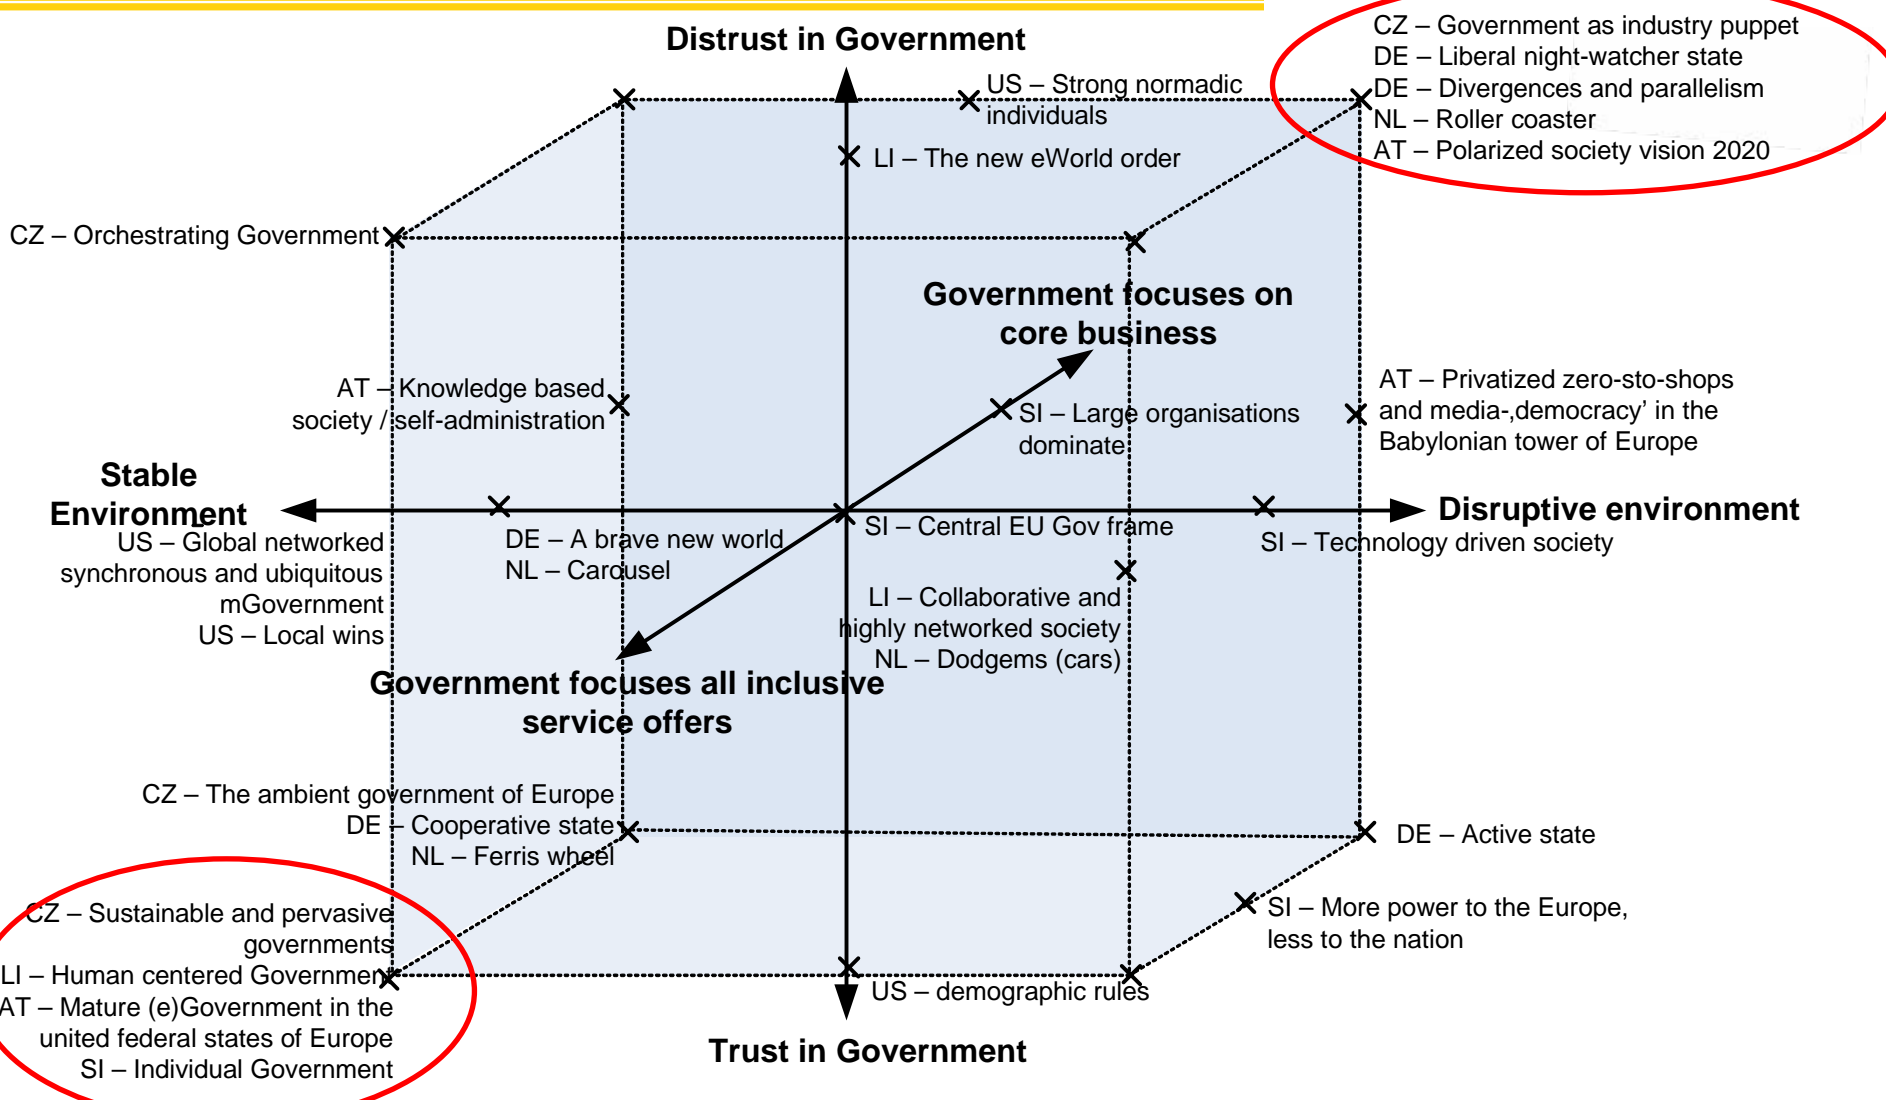 Distrust in Government
CZ – Government as industry puppet
DE – Liberal night-watcher state
DE – Divergences and parallelism
NL – Roller coaster
AT – Polarized society vision 2020
US – Strong normadic
individuals
LI – The new eWorld order
CZ – Orchestrating Government
Government focuses on
core business
AT – Knowledge based
society / self-administration
SI – Large organisations
dominate
AT – Privatized zero-sto-shops
and media-‚democracy’ in the
Babylonian tower of Europe
Stable
Environment
Disruptive environment
US – Global networked
synchronous and ubiquitous
mGovernment
US – Local wins
DE – A brave new world
NL – Carousel
SI – Central EU Gov frame
SI – Technology driven society
LI – Collaborative and
highly networked society
NL – Dodgems (cars)
Government focuses all inclusive
service offers
CZ – The ambient government of Europe
DE – Cooperative state
NL – Ferris wheel
DE – Active state
CZ – Sustainable and pervasive
governments
LI – Human centered Government
AT – Mature (e)Government in the
united federal states of Europe
SI – Individual Government
SI – More power to the Europe,
less to the nation
US – demographic rules
Trust in Government